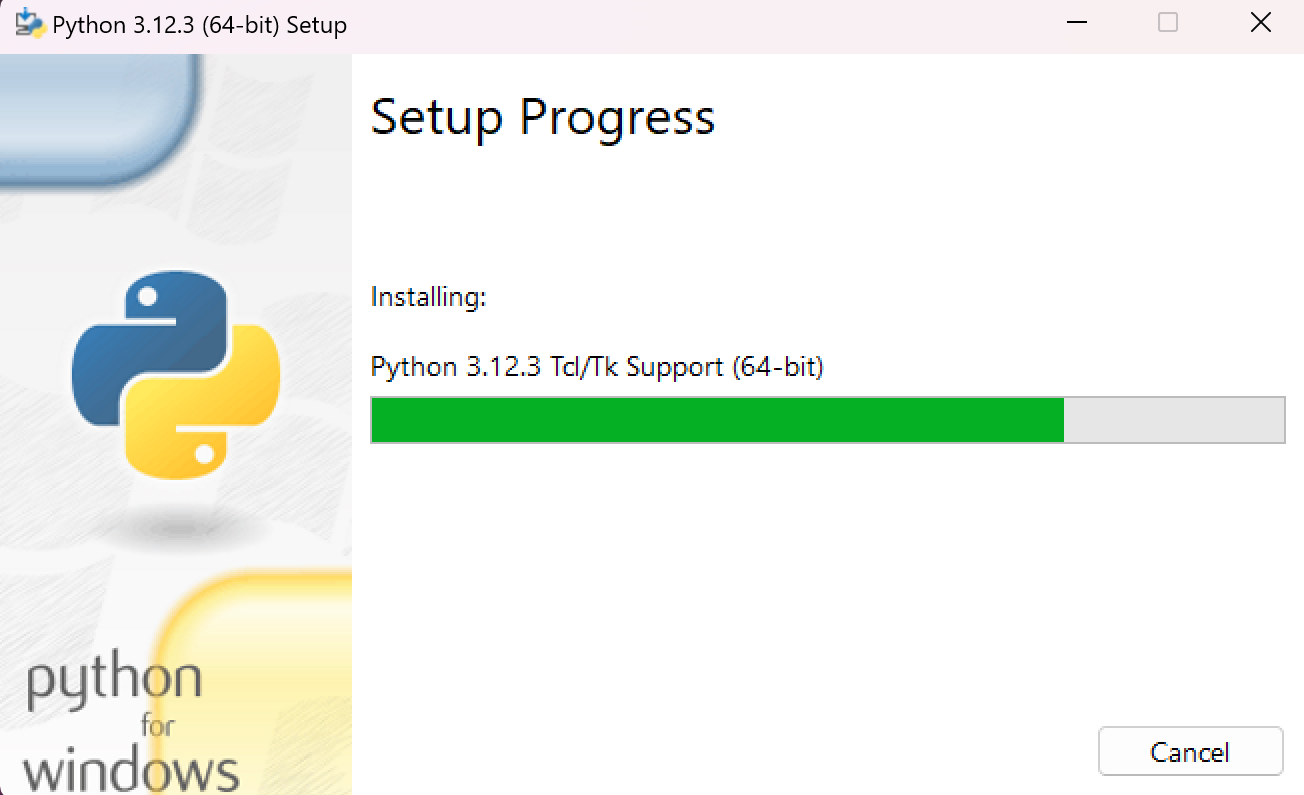 Python 3.12.3 (64-bit) Setup
Setup Progress
Installing:
Python 3.12.3 Tcl/Tk Support (64-bit)
python
for
windows
Cancel